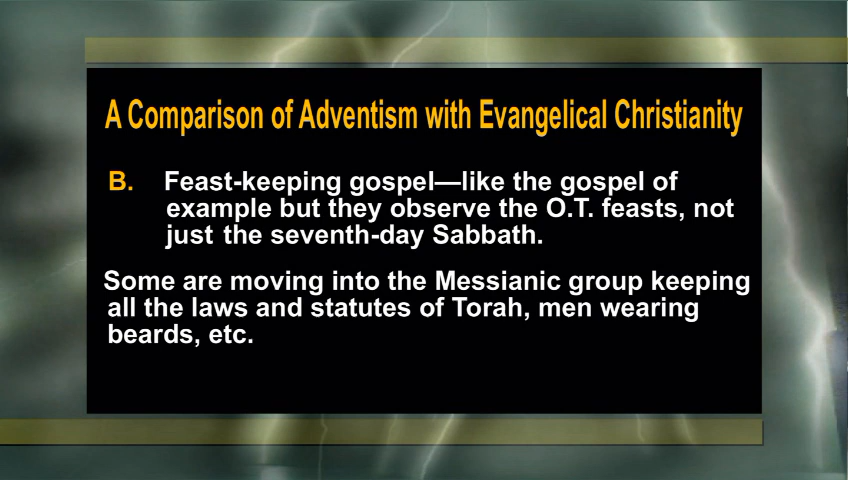 A Comparison of Adventism with Evangelical Christianity
B. Feast-keeping gospel—like the gospel of
example but they observe the O.T. feasts, not
just the seventh-day Sabbath.
Some are moving into the Messianic group keeping
all the laws and statutes of Torah, men wearing
beards, etc.